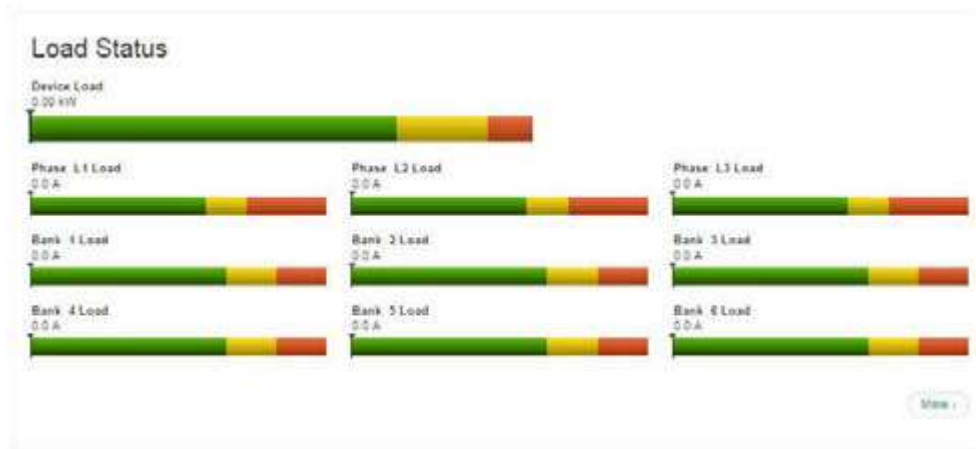 Load Status
Device Load
0.00 kW
Phase L1 Load
0.0 A
Phase L2 Load
0.0 A
Phase L3 Load
0.0 A
Bank 1 Load
0.0 A
Bank 2 Load
0.0 A
Bank 3 Load
0.0 A
Bank 4 Load
0.0 A
Bank 5 Load
0.0 A
Bank 6 Load
0.0 A
More ›